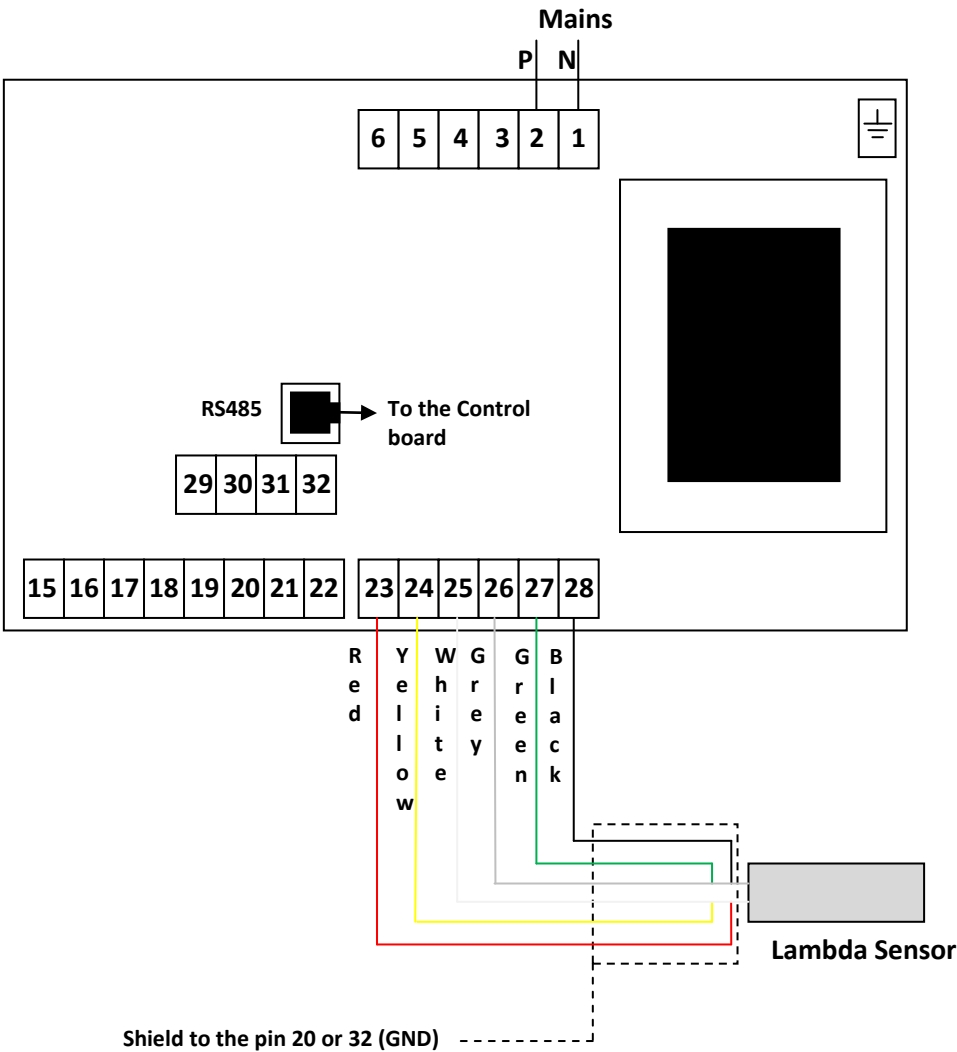 Mains
P N
6 5 4 3 2 1
RS485
To the Control
board
29 30 31 32
15 16 17 18 19 20 21 22 23 24 25 26 27 28
Red
Yellow
White
Grey
Green
Black
Lambda Sensor
Shield to the pin 20 or 32 (GND)